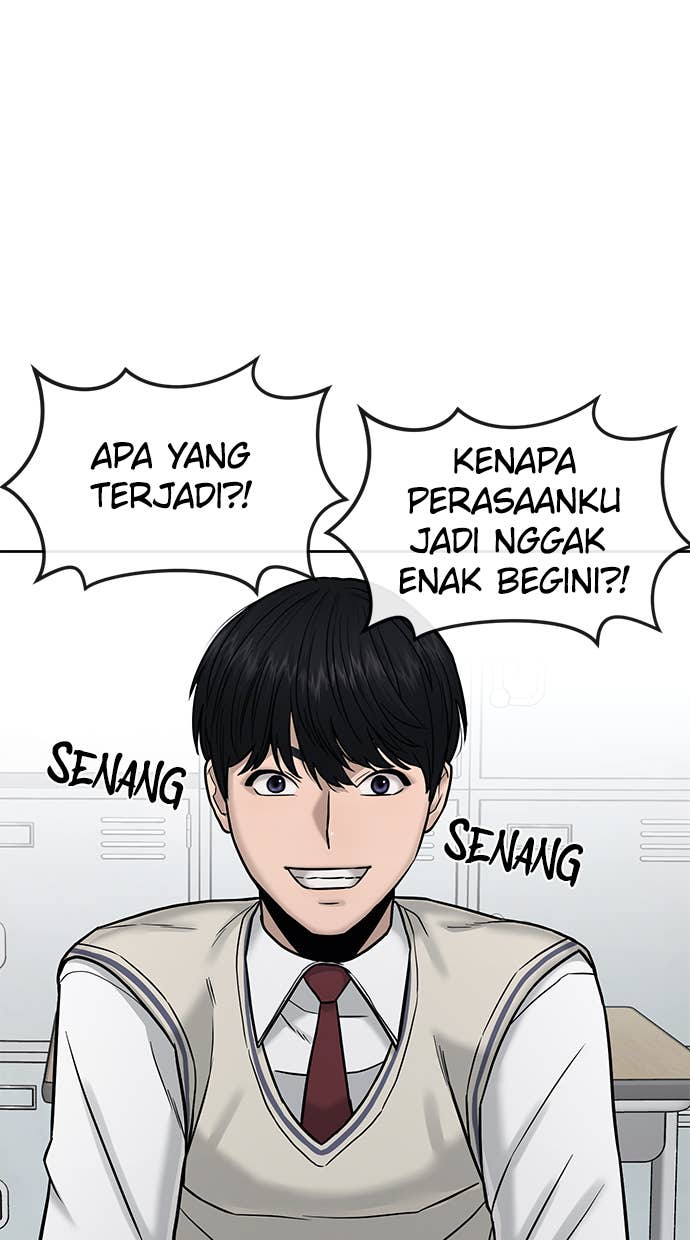 APA YANG
TERJADI?!
KENAPA
PERASAANKU
JADI NGGAK
ENAK BEGINI?!
SENANG
SENANG